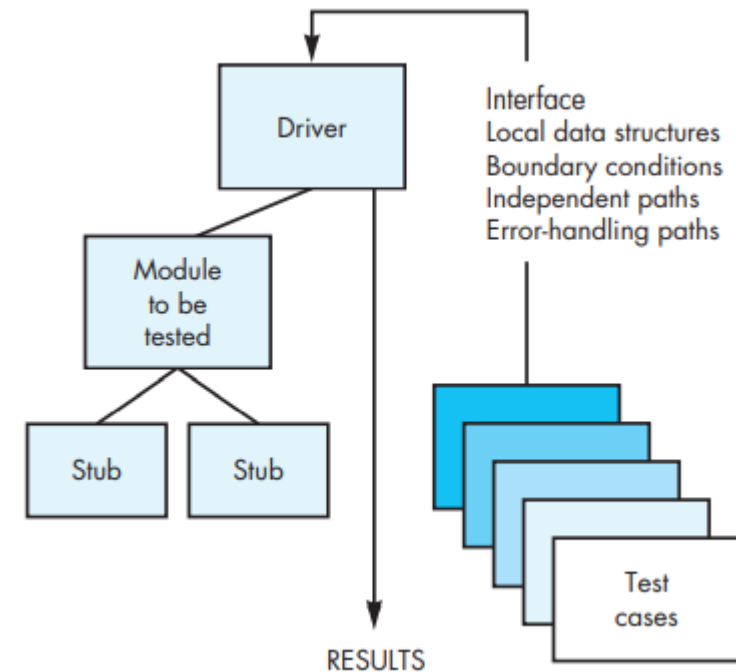 Driver
Interface
Local data structures
Boundary conditions
Independent paths
Error-handling paths
Module
to be
tested
Stub
Stub
Test
cases
RESULTS